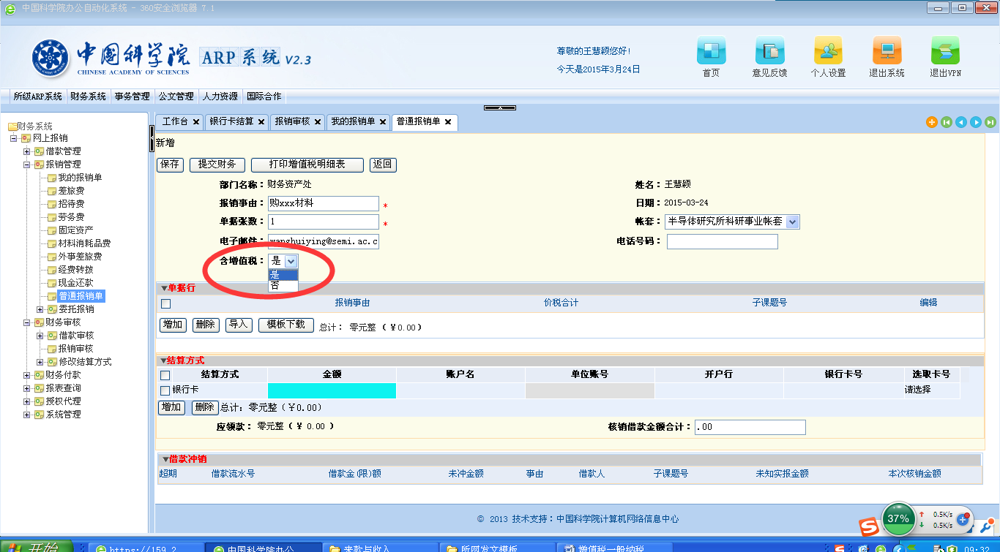 中国科学院办公自动化系统 - 360安全浏览器 7.1
中国科学院 ARP 系统 V2.3
CHINESE ACADEMY OF SCIENCES
尊敬的王慧颖您好!
今天是2015年3月24日
首页 意见反馈 个人设置 退出系统 退出VPN
所级ARP系统 财务系统 事务管理 公文管理 人力资源 国际合作
工作台 银行卡结算 报销审核 我的报销单 普通报销单
财务系统
网上报销
借款管理
报销管理
我的报销单
差旅费
招待费
劳务费
固定资产
材料消耗品费
外事差旅费
经费转拨
现金还款
普通报销单
委托报销
财务审核
借款审核
报销审核
修改结算方式
财务付款
报表查询
授权代理
系统管理
新增
保存 提交财务 打印增值税明细表 返回
部门名称: 财务资产处 姓名: 王慧颖
报销事由: 购xxx材料 * 日期: 2015-03-24
单据张数: 1 * 帐套: 半导体研究所科研事业帐套
电子邮件: wanghuiying@semi.ac.c 电话号码:
含增值税: 是
是
否
▼单据行
报销事由 价税合计 子课题号 编辑
增加 删除 导入 模板下载 总计: 零元整 (¥0.00)
▼结算方式
结算方式 金额 账户名 单位账号 开户行 银行卡号 选取卡号
银行卡 请选择
增加 删除 总计: 零元整 (¥0.00)
应领款: 零元整 (¥ 0.00 ) 核销借款金额合计: .00
▼借款冲销
超期 借款流水号 借款金(限)额 未冲金额 事由 借款人 子课题号 未知实报金额 本次核销金额
© 2013 技术支持:中国科学院计算机网络信息中心
37% 0.5K/s
0.5K/s
开始 https://159.2 中国科学院办公 来款与收入 所网发文模板 增值税一般纳税 09:32